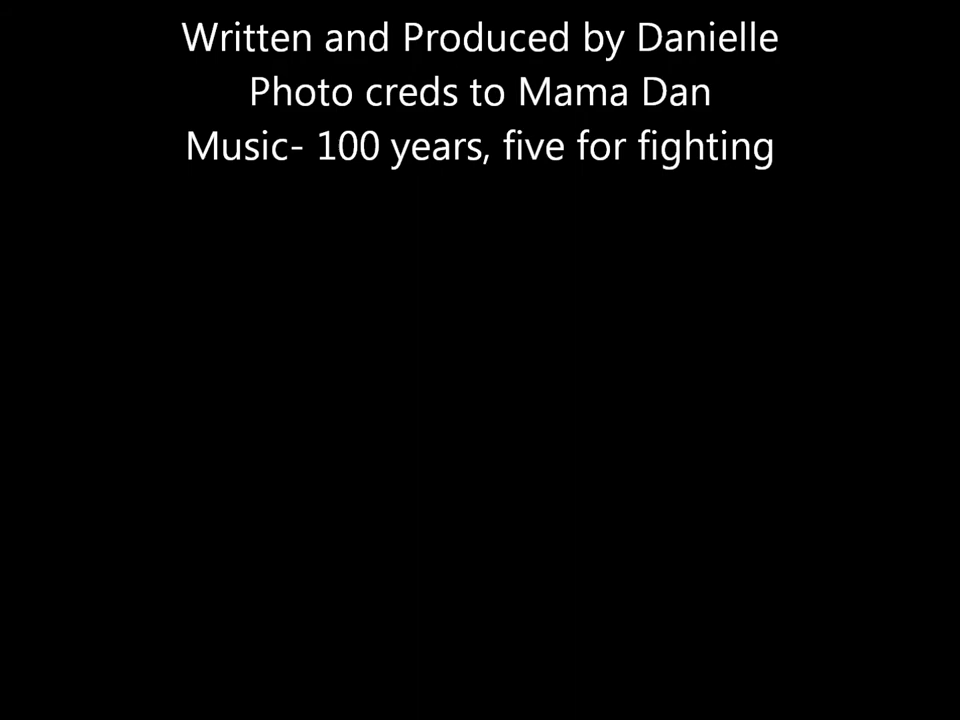 Written and Produced by Danielle
Photo creds to Mama Dan
Music- 100 years, five for fighting